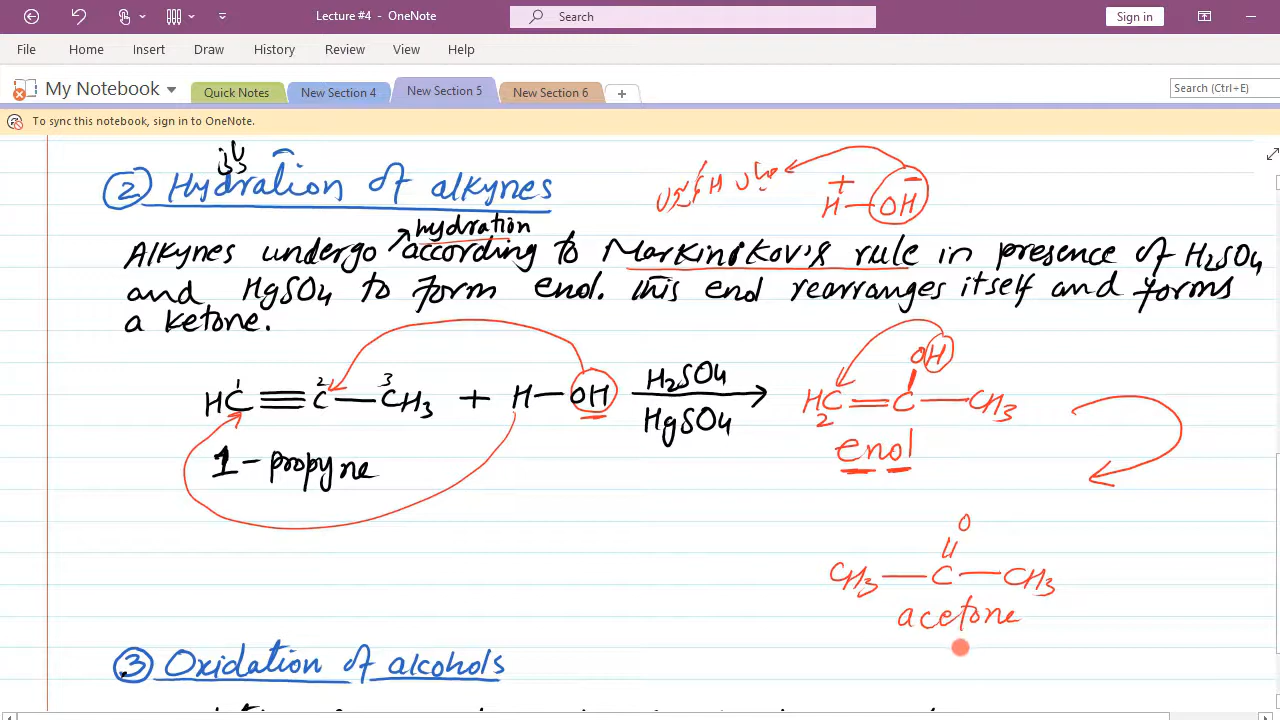 Lecture #4 - OneNote
Search
Sign in
File Home Insert Draw History Review View Help
My Notebook
Quick Notes New Section 4 New Section 5 New Section 6 +
Search (Ctrl+E)
To sync this notebook, sign in to OneNote.
② Hydration of alkynes
+ −
H—OH
hydration
Alkynes undergo according to Markinokov's rule in presence of H2SO4
and HgSO4 to form enol. This enol rearranges itself and forms
a ketone.
1 2 3
HC≡C—CH3 + H—OH
H2SO4
HgSO4
OH
H2C=C—CH3
enol
1-propyne
O
CH3—C—CH3
acetone
③ Oxidation of alcohols